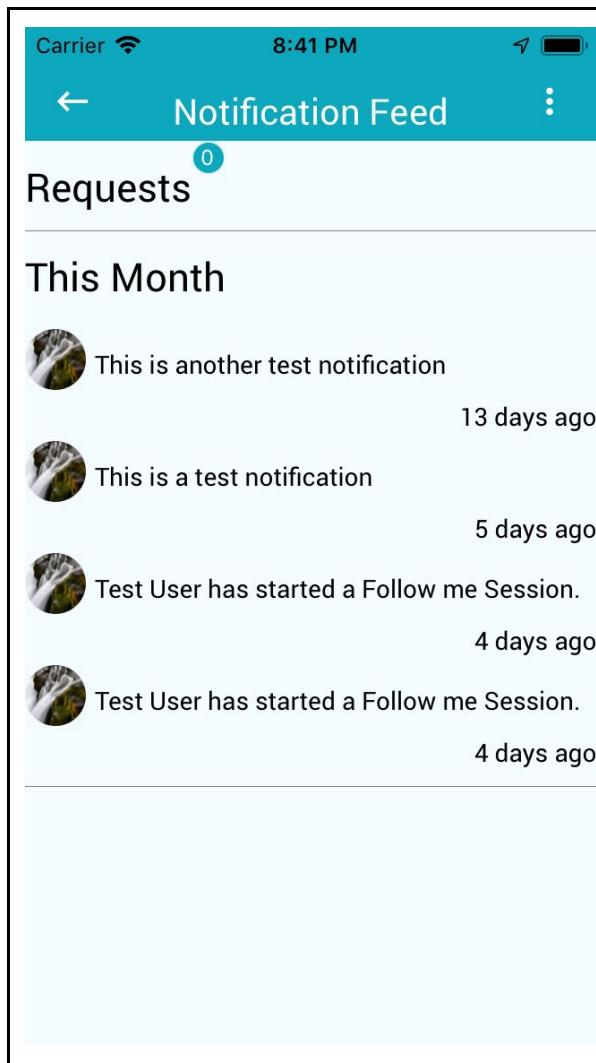 Carrier 8:41 PM
Notification Feed
0
Requests
This Month
This is another test notification
13 days ago
This is a test notification
5 days ago
Test User has started a Follow me Session.
4 days ago
Test User has started a Follow me Session.
4 days ago